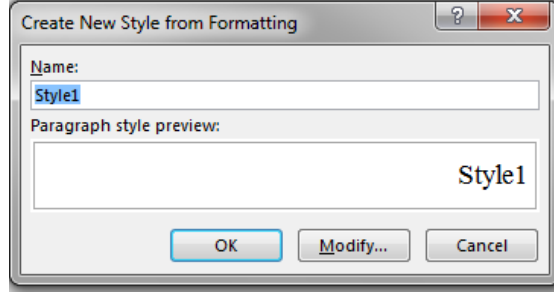 Create New Style from Formatting
? X
Name:
Style1
Paragraph style preview:
Style1
OK Modify... Cancel